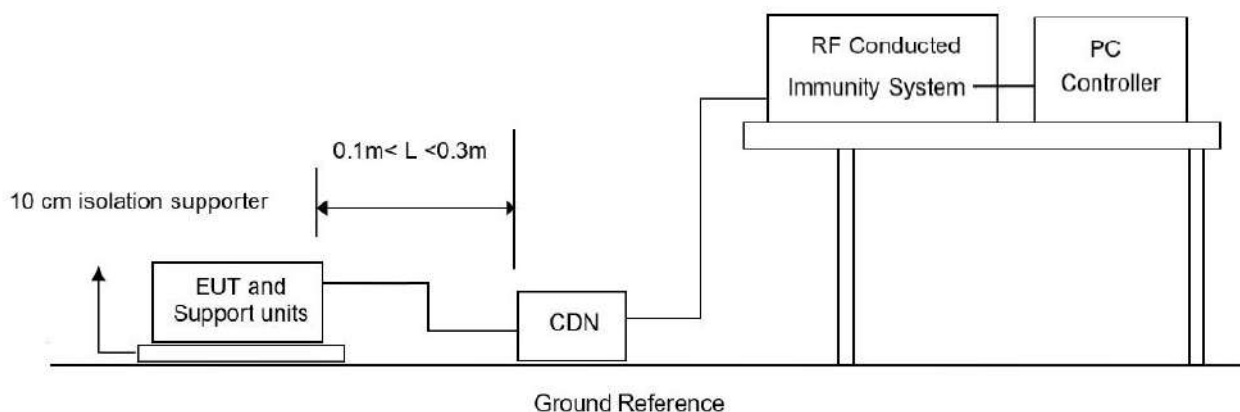 RF Conducted
Immunity System
PC
Controller
0.1m< L <0.3m
10 cm isolation supporter
EUT and
Support units
CDN
Ground Reference